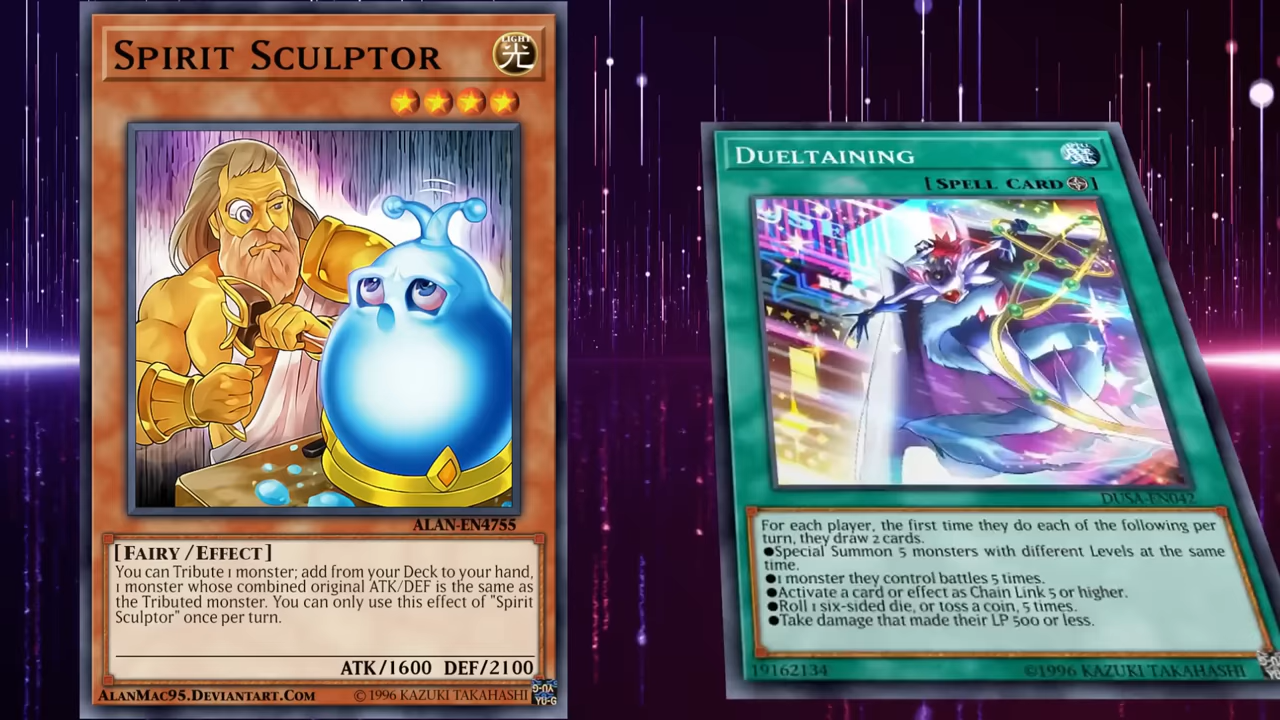 SPIRIT SCULPTOR
LIGHT
光
ALAN-EN4755
[FAIRY /EFFECT]
You can Tribute 1 monster; add from your Deck to your hand,
1 monster whose combined original ATK/DEF is the same as
the Tributed monster. You can only use this effect of "Spirit
Sculptor" once per turn.
ATK/1600 DEF/2100
ALANMAC95.DEVIANTART.COM
©1996 KAZUKI TAKAHASHI
DUELTAINING
[SPELL CARD]
DUSA-EN042
For each player, the first time they do each of the following per
turn, they draw 2 cards.
●Special Summon 5 monsters with different Levels at the same
time.
●1 monster they control battles 5 times.
●Activate a card or effect as Chain Link 5 or higher.
●Roll 1 six-sided die, or toss a coin, 5 times.
●Take damage that made their LP 500 or less.
19162134
©1996 KAZUKI TAKAHASHI